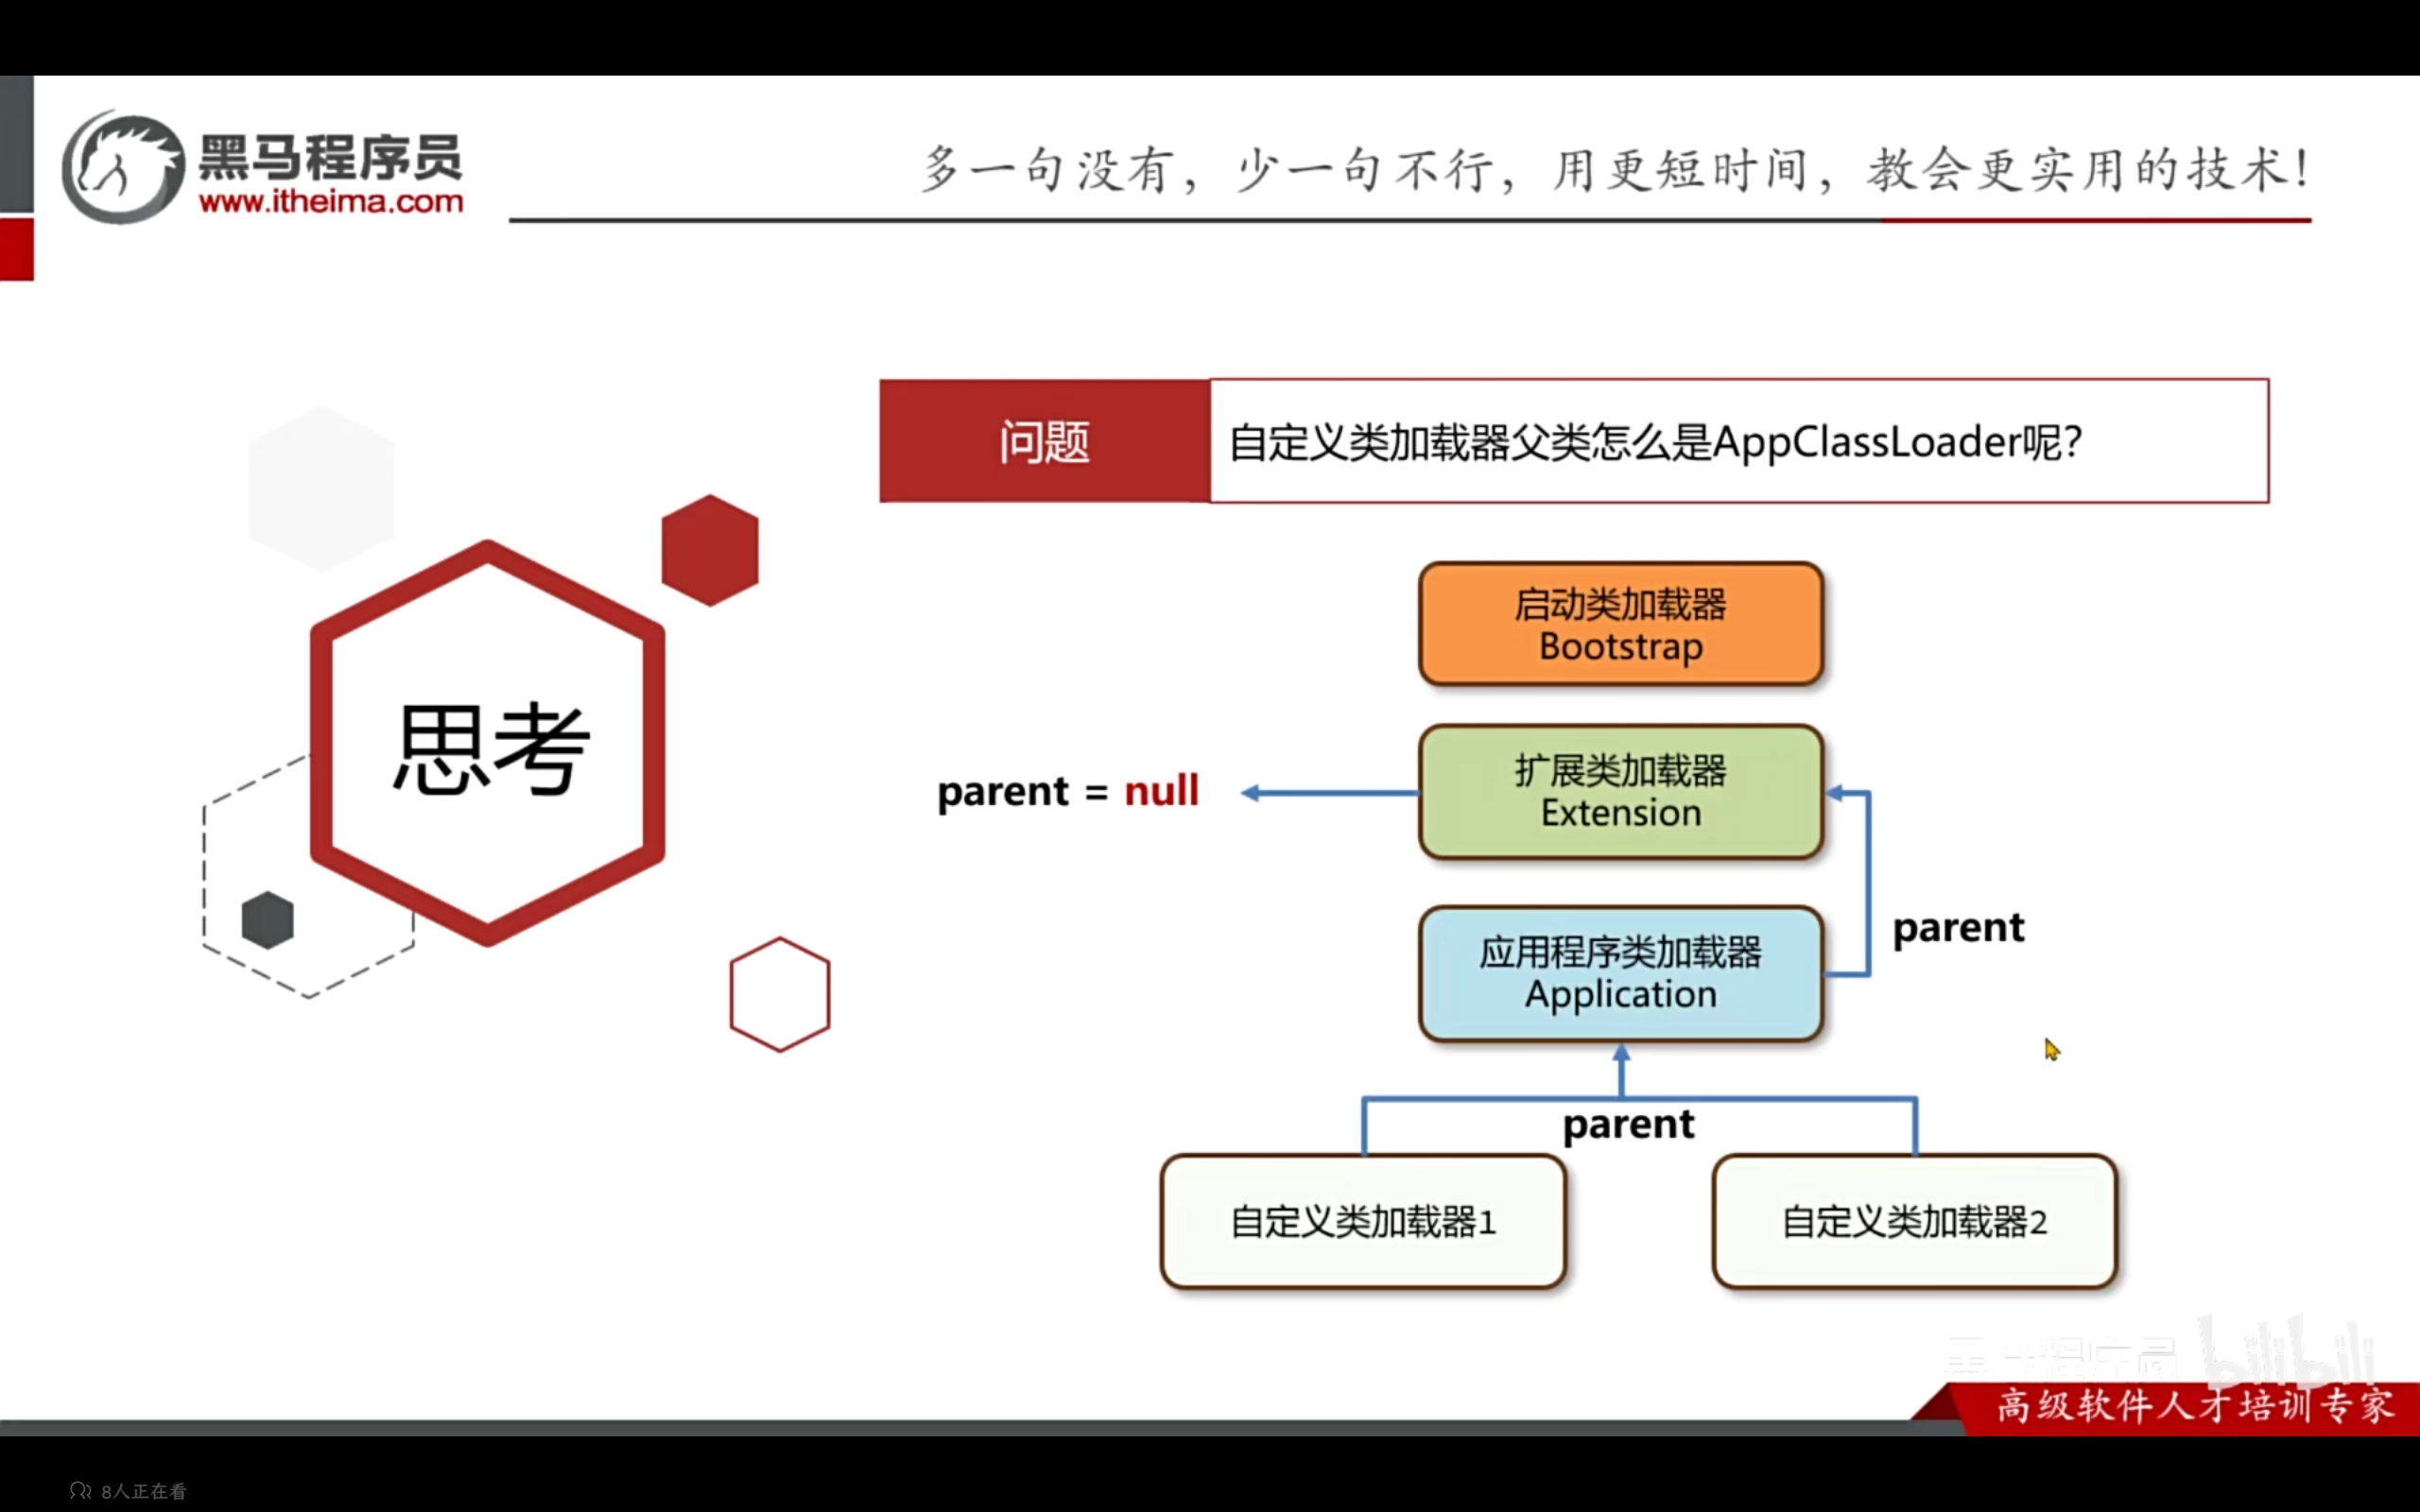 黑马程序员
www.itheima.com
多一句没有，少一句不行，用更短时间，教会更实用的技术！
问题
自定义类加载器父类怎么是AppClassLoader呢？
思考
启动类加载器
Bootstrap
parent = null
扩展类加载器
Extension
应用程序类加载器
Application
parent
parent
自定义类加载器1
自定义类加载器2
黑马程序员 bilibili
高级软件人才培训专家
8人正在看